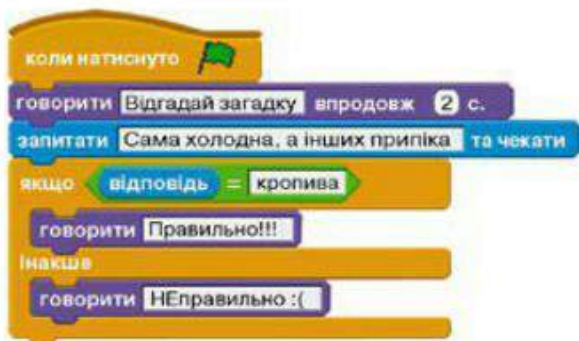 коли натиснуто
говорити Відгадай загадку впродовж 2 с.
запитати Сама холодна, а інших припіка та чекати
якщо відповідь = кропива
говорити Правильно!!!
інакше
говорити НЕправильно :(